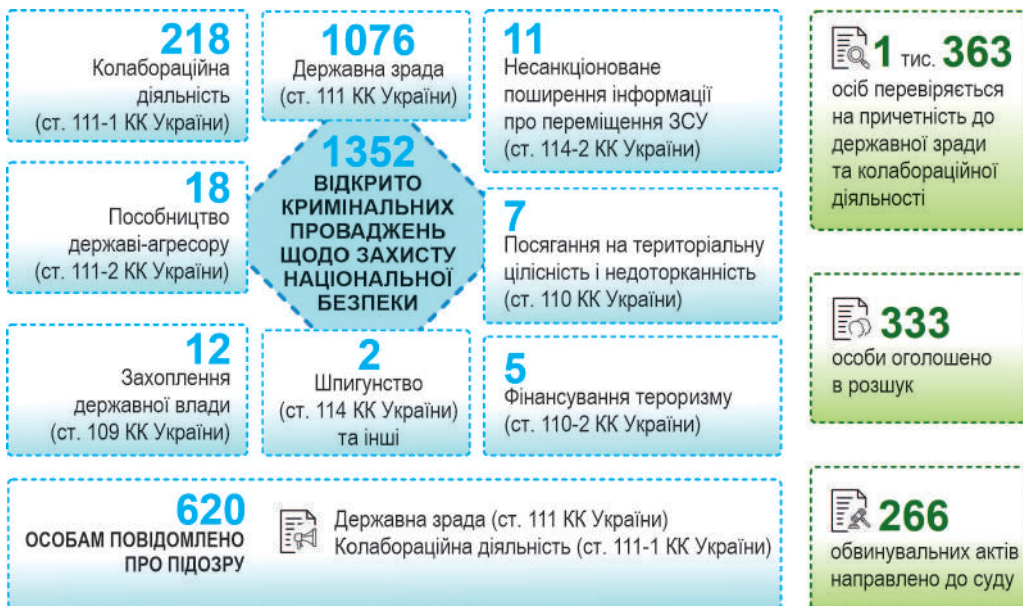 218
Колабораційна
діяльність
(ст. 111-1 КК України)
1076
Державна зрада
(ст. 111 КК України)
11
Несанкціоноване
поширення інформації
про переміщення ЗСУ
(ст. 114-2 КК України)
18
Пособництво
державі-агресору
(ст. 111-2 КК України)
1352
ВІДКРИТО
КРИМІНАЛЬНИХ
ПРОВАДЖЕНЬ
ЩОДО ЗАХИСТУ
НАЦІОНАЛЬНОЇ
БЕЗПЕКИ
7
Посягання на територіальну
цілісність і недоторканність
(ст. 110 КК України)
12
Захоплення
державної влади
(ст. 109 КК України)
2
Шпигунство
(ст. 114 КК України)
та інші
5
Фінансування тероризму
(ст. 110-2 КК України)
620
ОСОБАМ ПОВІДОМЛЕНО
ПРО ПІДОЗРУ
Державна зрада (ст. 111 КК України)
Колабораційна діяльність (ст. 111-1 КК України)
1 тис. 363
осіб перевіряється
на причетність до
державної зради
та колабораційної
діяльності
333
особи оголошено
в розшук
266
обвинувальних актів
направлено до суду